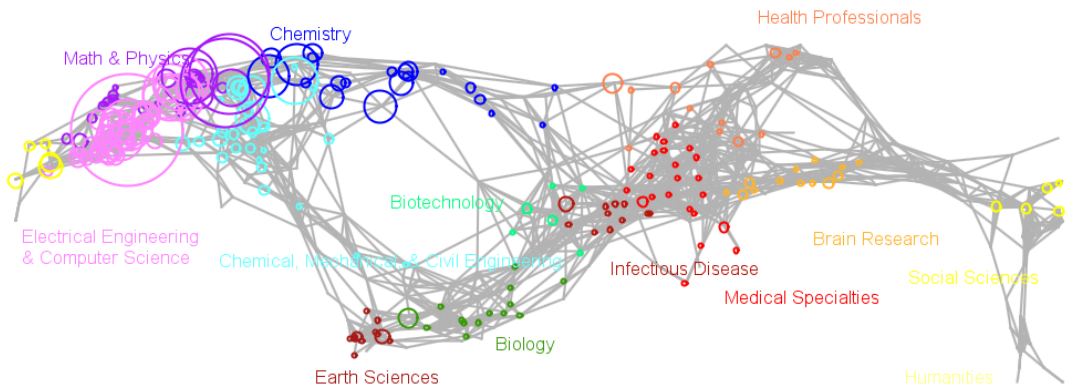 Health Professionals
Chemistry
Math & Physics
Biotechnology
Electrical Engineering
& Computer Science
Chemical, Mechanical, & Civil Engineering
Brain Research
Infectious Disease
Social Sciences
Medical Specialties
Biology
Earth Sciences
Humanities